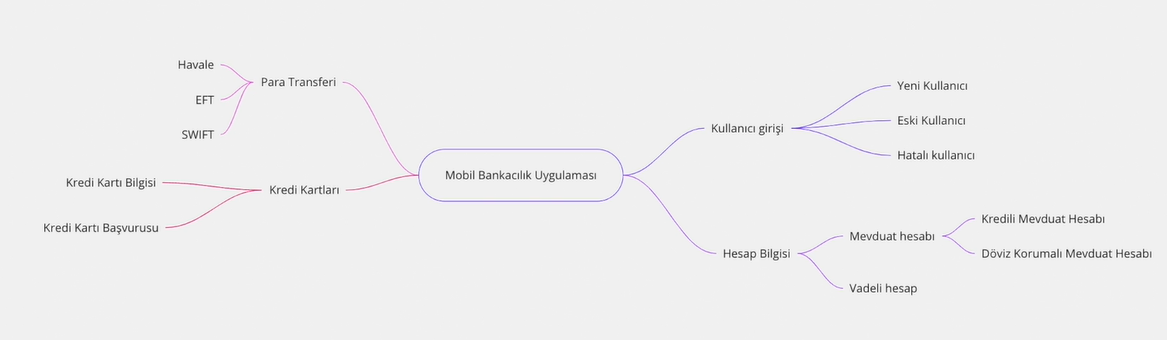 Mobil Bankacılık Uygulaması
Para Transferi
Havale
EFT
SWIFT
Kredi Kartları
Kredi Kartı Bilgisi
Kredi Kartı Başvurusu
Kullanıcı girişi
Yeni Kullanıcı
Eski Kullanıcı
Hatalı kullanıcı
Hesap Bilgisi
Mevduat hesabı
Kredili Mevduat Hesabı
Döviz Korumalı Mevduat Hesabı
Vadeli hesap